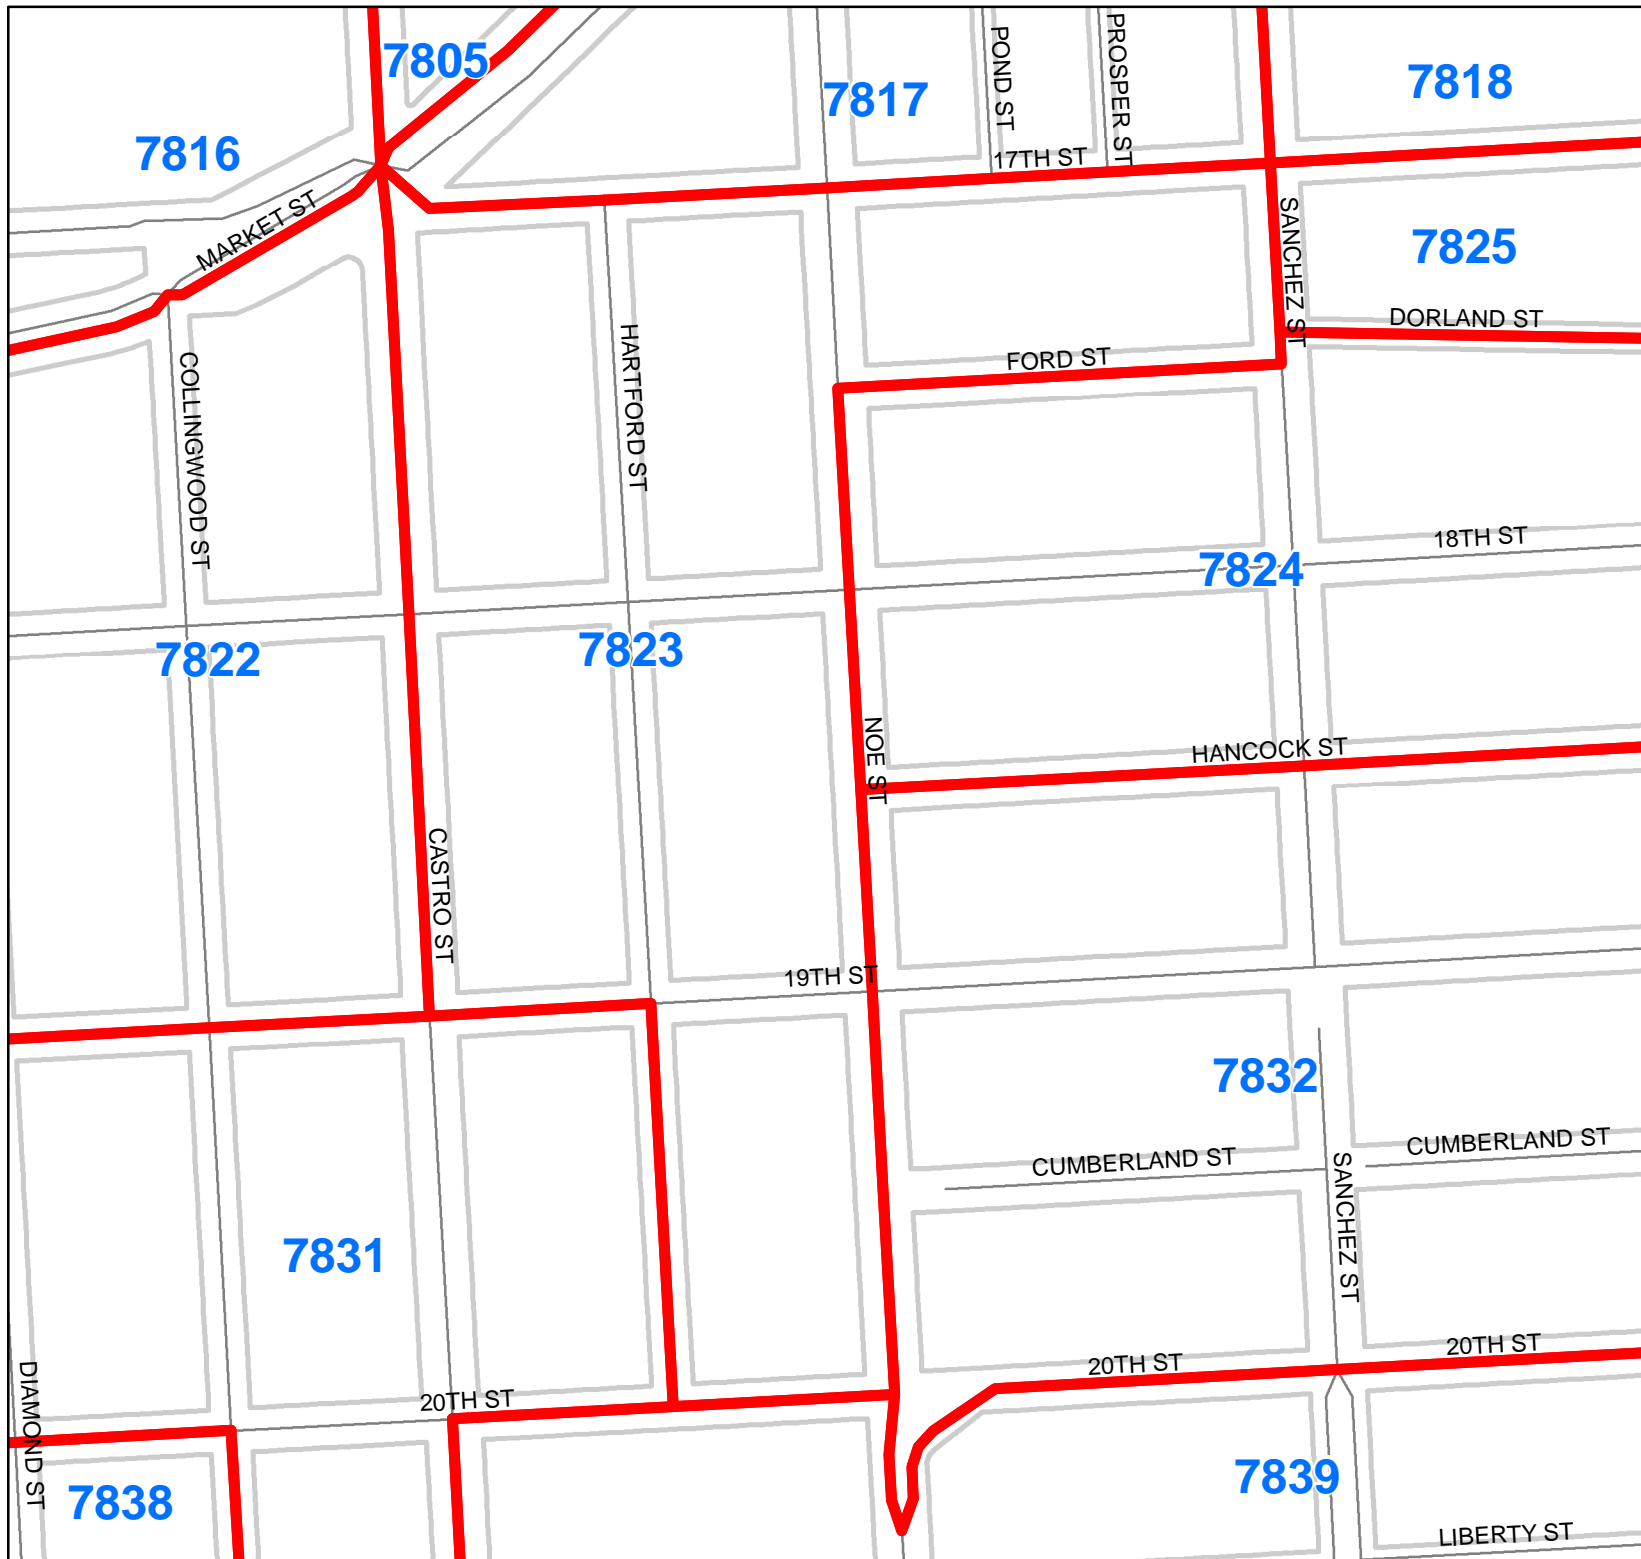 7805
7818
7817
POND ST
PROSPER ST
7816
17TH ST
MARKET ST
SANCHEZ ST
7825
DORLAND ST
HARTFORD ST
COLLINGWOOD ST
FORD ST
18TH ST
7824
7822
7823
NOE ST
HANCOCK ST
CASTRO ST
19TH ST
7832
CUMBERLAND ST
CUMBERLAND ST
SANCHEZ ST
7831
20TH ST
20TH ST
20TH ST
DIAMOND ST
7838
7839
LIBERTY ST